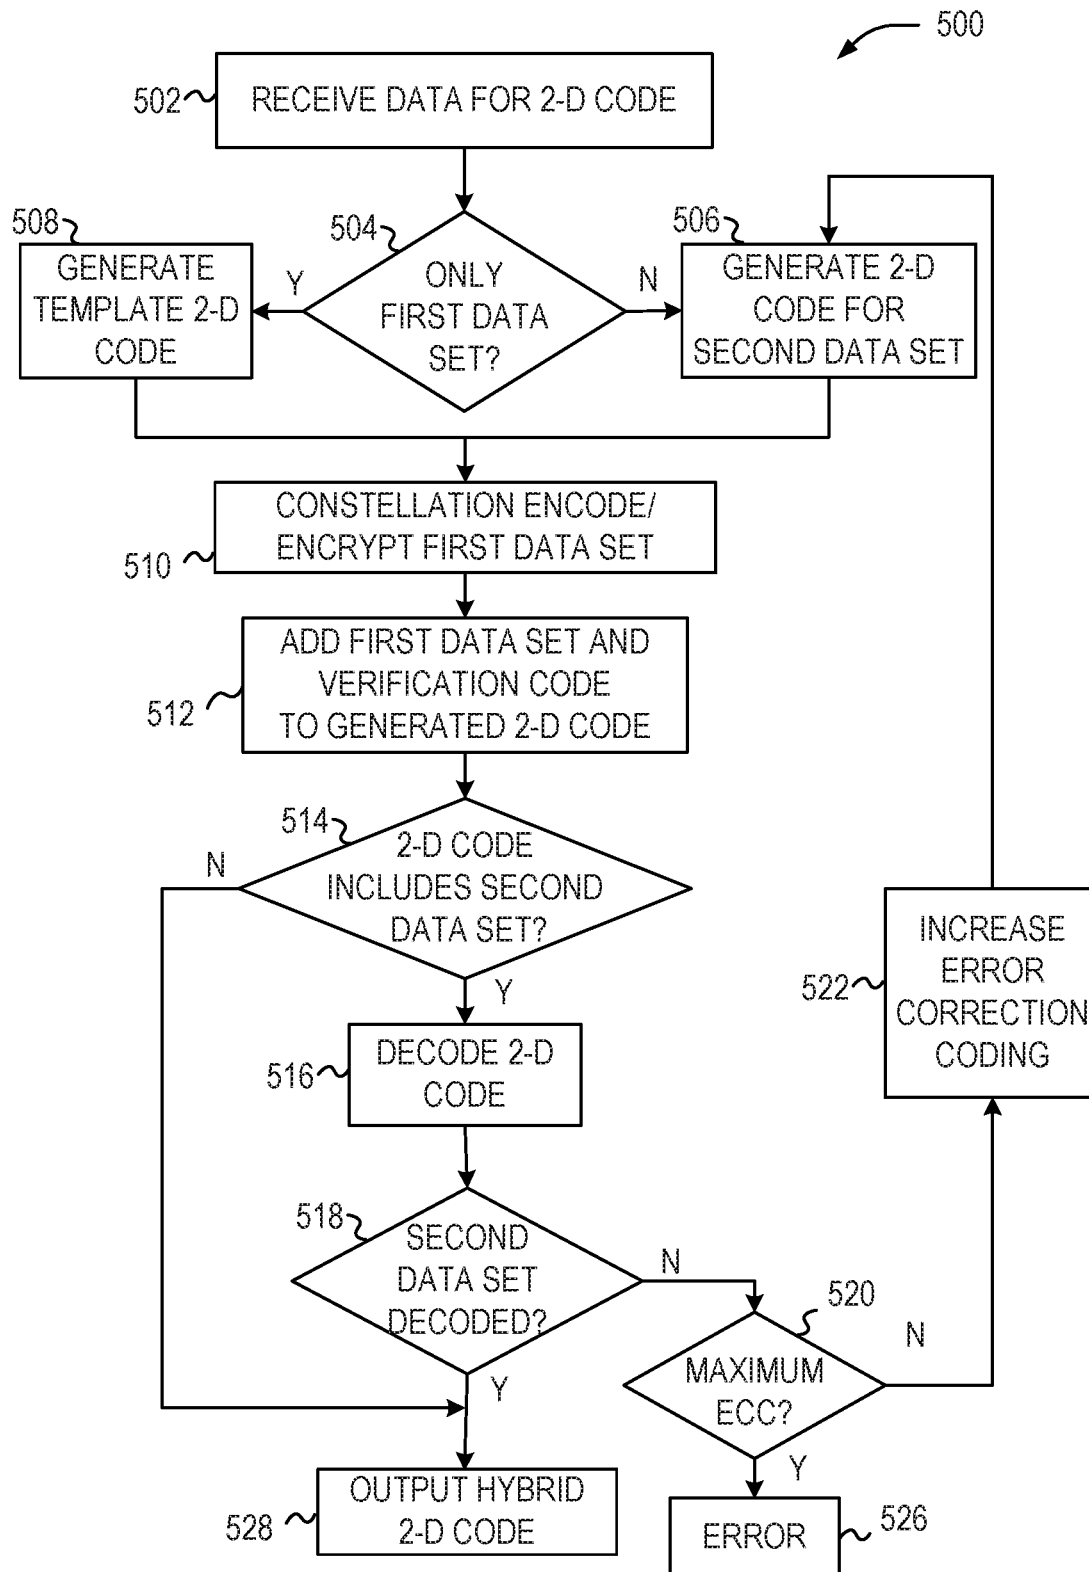 500
502
RECEIVE DATA FOR 2-D CODE
508
504
506
GENERATE
TEMPLATE 2-D
CODE
Y
ONLY
FIRST DATA
SET?
N
GENERATE 2-D
CODE FOR
SECOND DATA SET
CONSTELLATION ENCODE/
ENCRYPT FIRST DATA SET
510
ADD FIRST DATA SET AND
VERIFICATION CODE
TO GENERATED 2-D CODE
512
514
N
2-D CODE
INCLUDES SECOND
DATA SET?
Y
INCREASE
ERROR
CORRECTION
CODING
522
516
DECODE 2-D
CODE
518
SECOND
DATA SET
DECODED?
N
520
Y
MAXIMUM
ECC?
N
Y
OUTPUT HYBRID
2-D CODE
528
ERROR
526